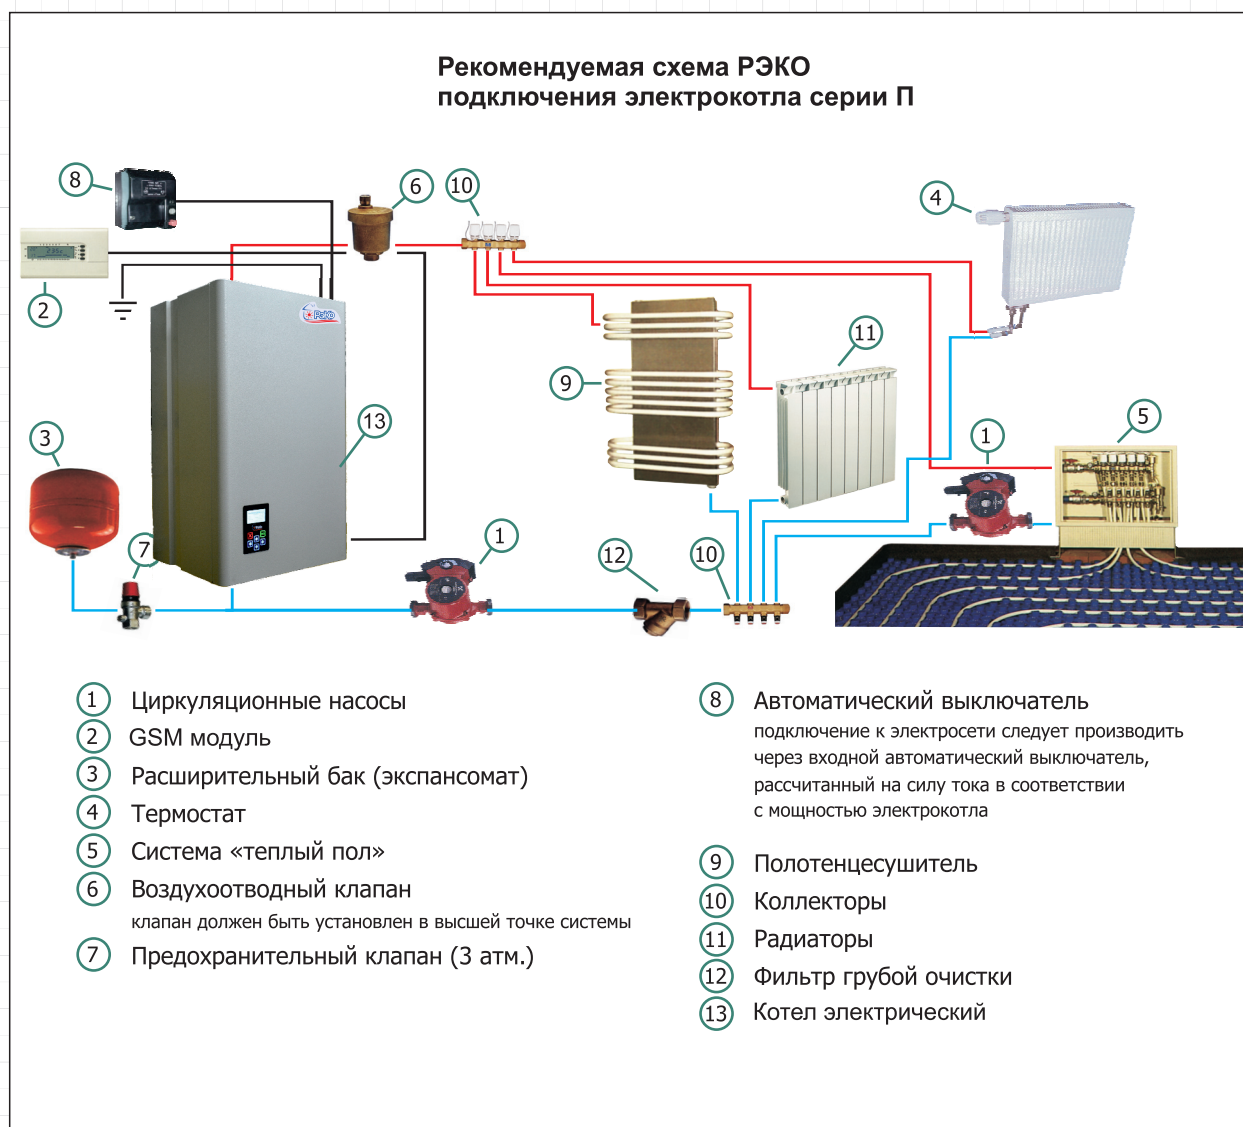 Рекомендуемая схема РЭКО
подключения электрокотла серии П
8
6
10
4
2
11
9
13
5
3
1
1
7
12
10
РЭКО
1 Циркуляционные насосы
2 GSM модуль
3 Расширительный бак (экспансомат)
4 Термостат
5 Система «теплый пол»
6 Воздухоотводный клапан
клапан должен быть установлен в высшей точке системы
7 Предохранительный клапан (3 атм.)
8 Автоматический выключатель
подключение к электросети следует производить
через входной автоматический выключатель,
рассчитанный на силу тока в соответствии
с мощностью электрокотла
9 Полотенцесушитель
10 Коллекторы
11 Радиаторы
12 Фильтр грубой очистки
13 Котел электрический